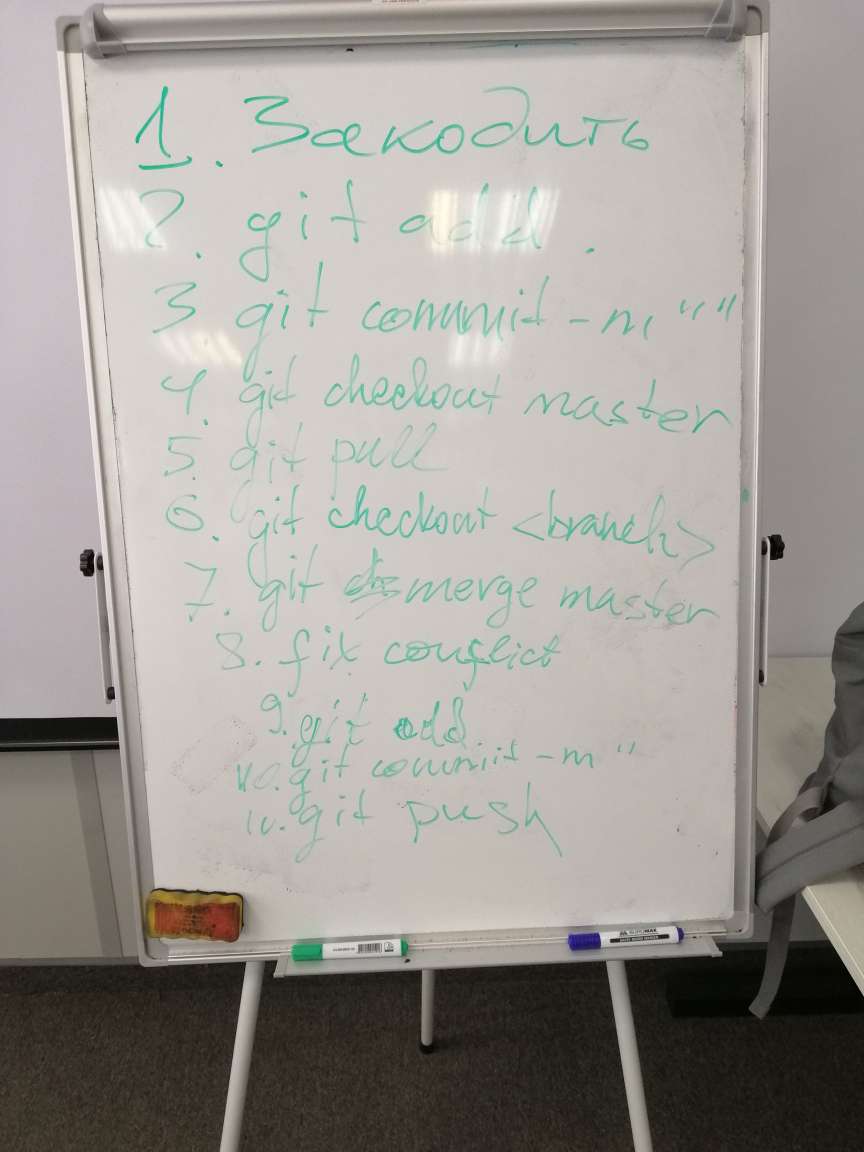 1. Закодить
2. git add .
3 git commit -m " "
4. git checkout master
5. git pull
6. git checkout <branch>
7. git merge master
8. fix conflict
9. git add
10. git commit -m "
git push